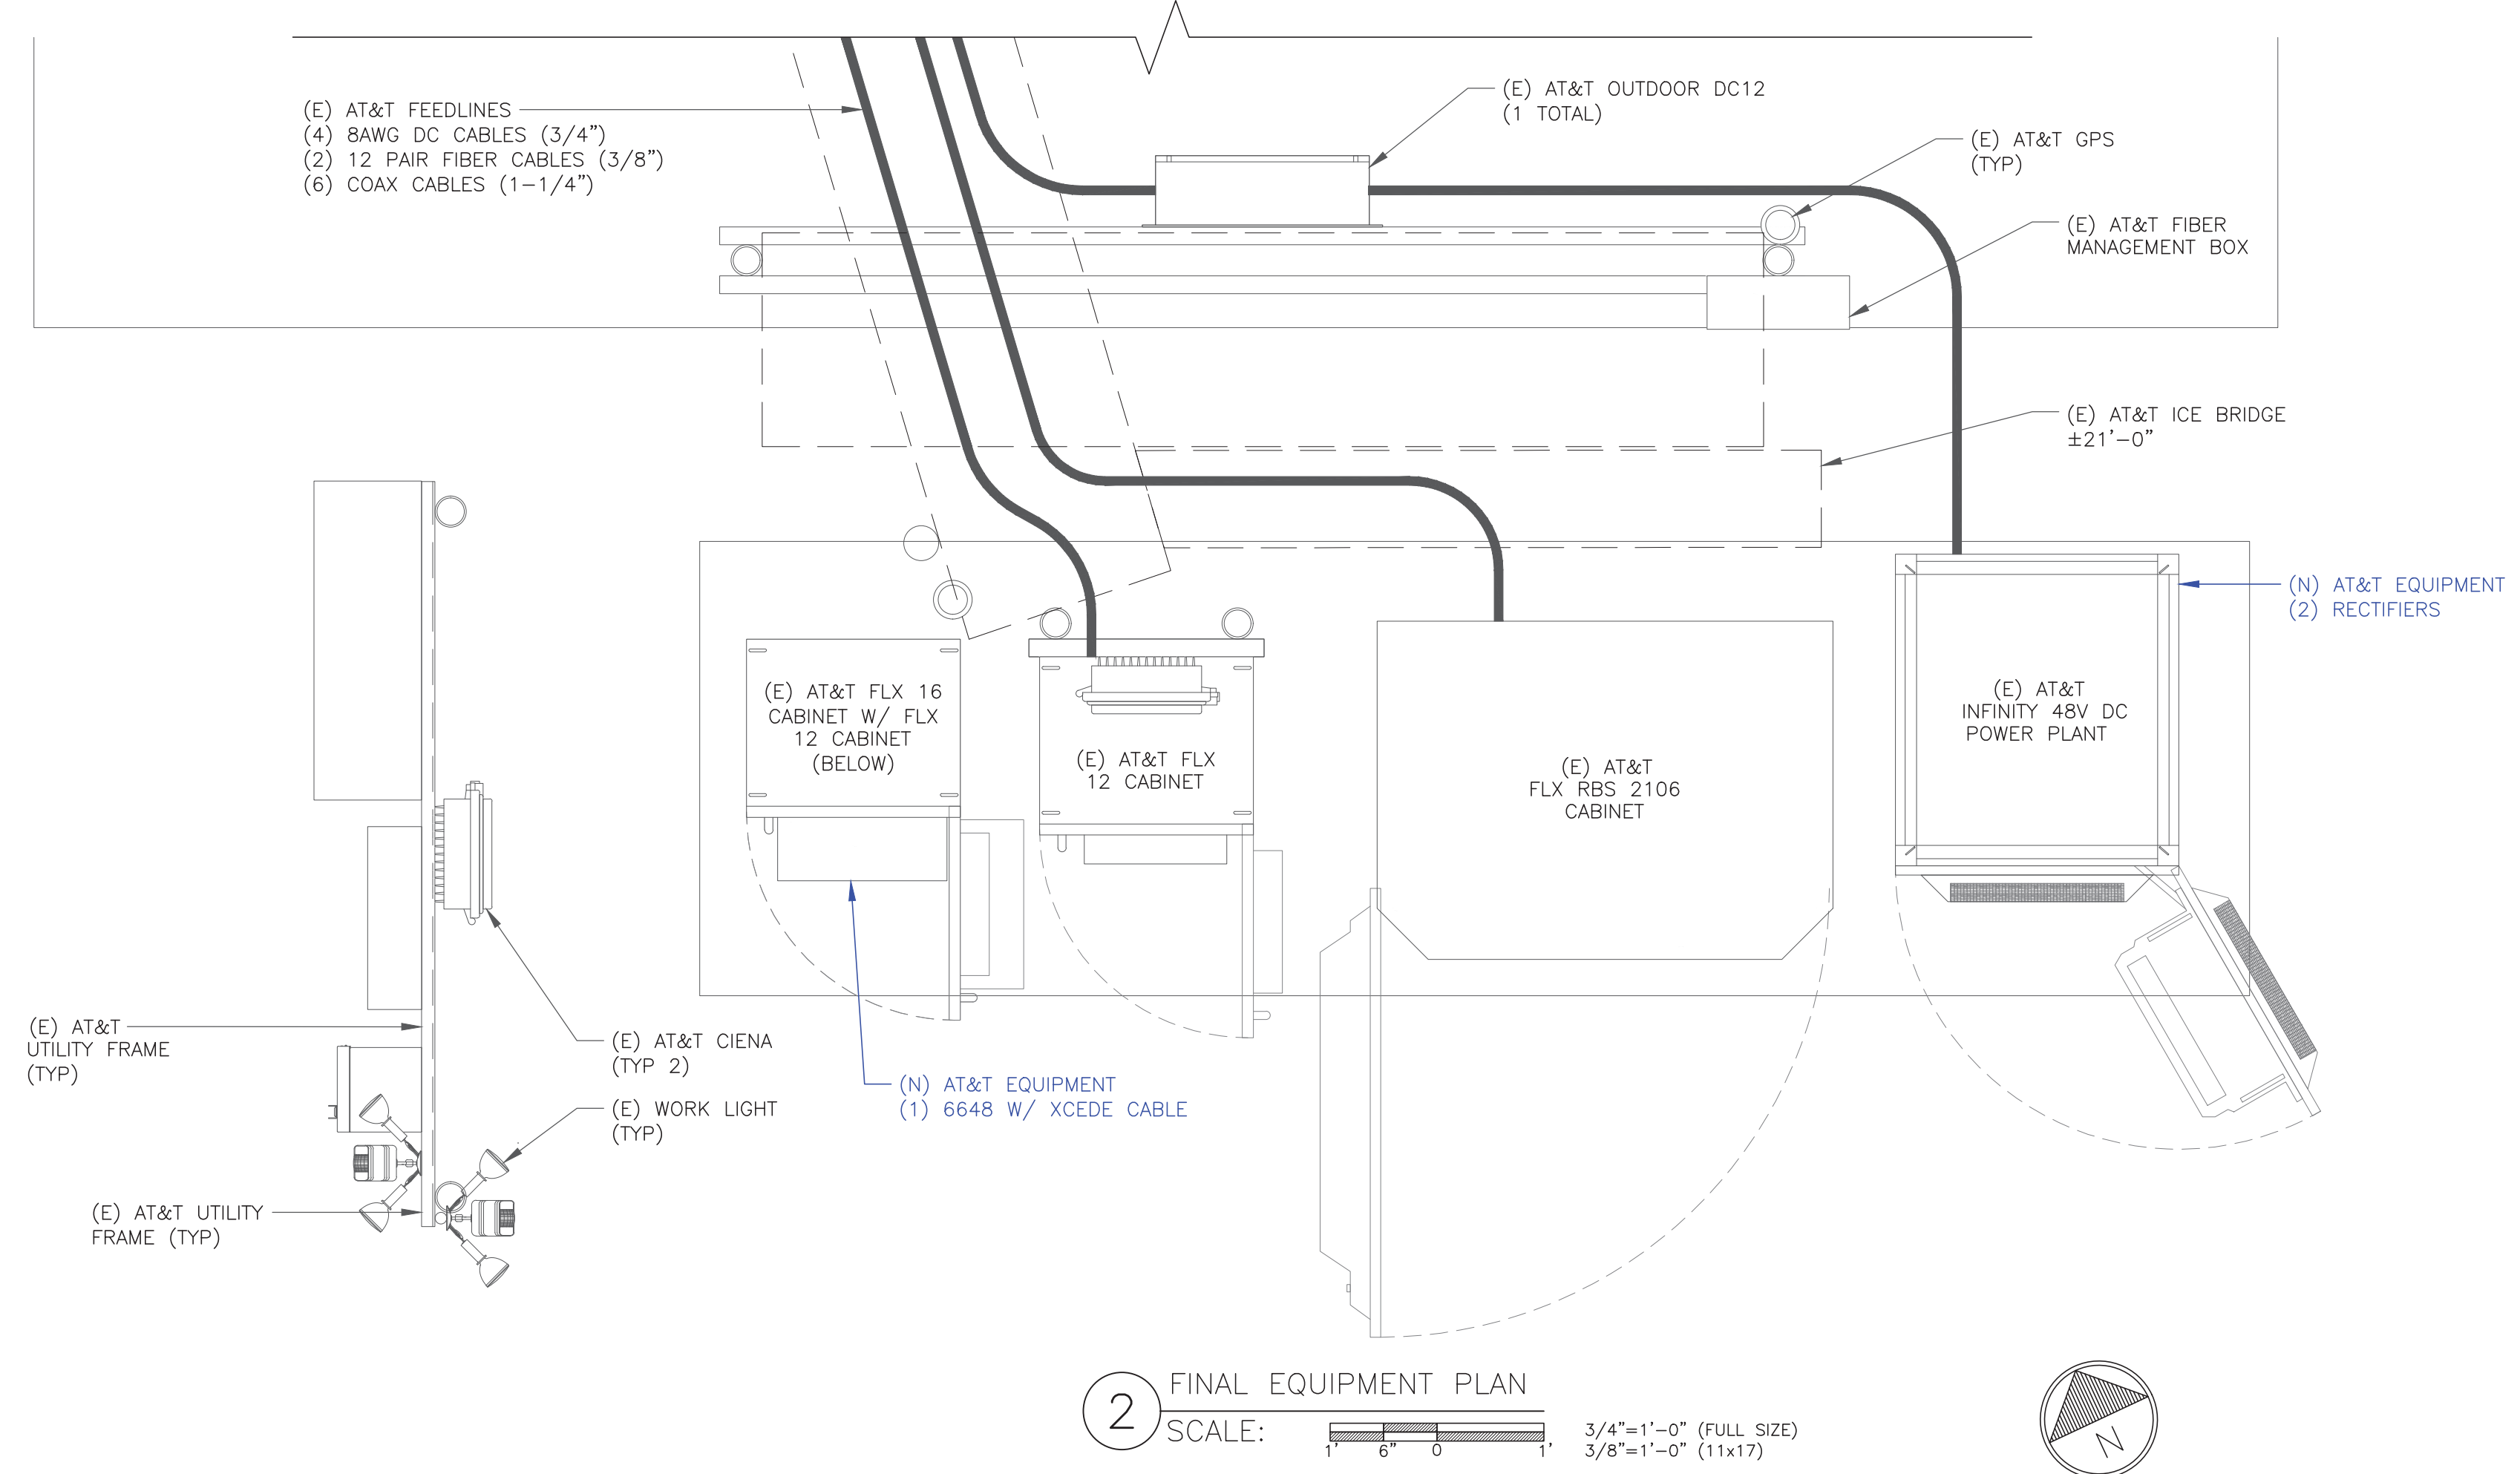 (E) AT&T FEEDLINES
(4) 8AWG DC CABLES (3/4")
(2) 12 PAIR FIBER CABLES (3/8")
(6) COAX CABLES (1-1/4")
(E) AT&T OUTDOOR DC12
(1 TOTAL)
(E) AT&T GPS
(TYP)
(E) AT&T FIBER
MANAGEMENT BOX
(E) AT&T ICE BRIDGE
±21'-0"
(N) AT&T EQUIPMENT
(2) RECTIFIERS
(E) AT&T FLX 16
CABINET W/ FLX
12 CABINET
(BELOW)
(E) AT&T FLX
12 CABINET
(E) AT&T
FLX RBS 2106
CABINET
(E) AT&T
INFINITY 48V DC
POWER PLANT
(E) AT&T
UTILITY FRAME
(TYP)
(E) AT&T CIENA
(TYP 2)
(N) AT&T EQUIPMENT
(1) 6648 W/ XCEDE CABLE
(E) WORK LIGHT
(TYP)
(E) AT&T UTILITY
FRAME (TYP)
2
FINAL EQUIPMENT PLAN
SCALE:
1' 6" 0 1'
3/4"=1'-0" (FULL SIZE)
3/8"=1'-0" (11x17)
N